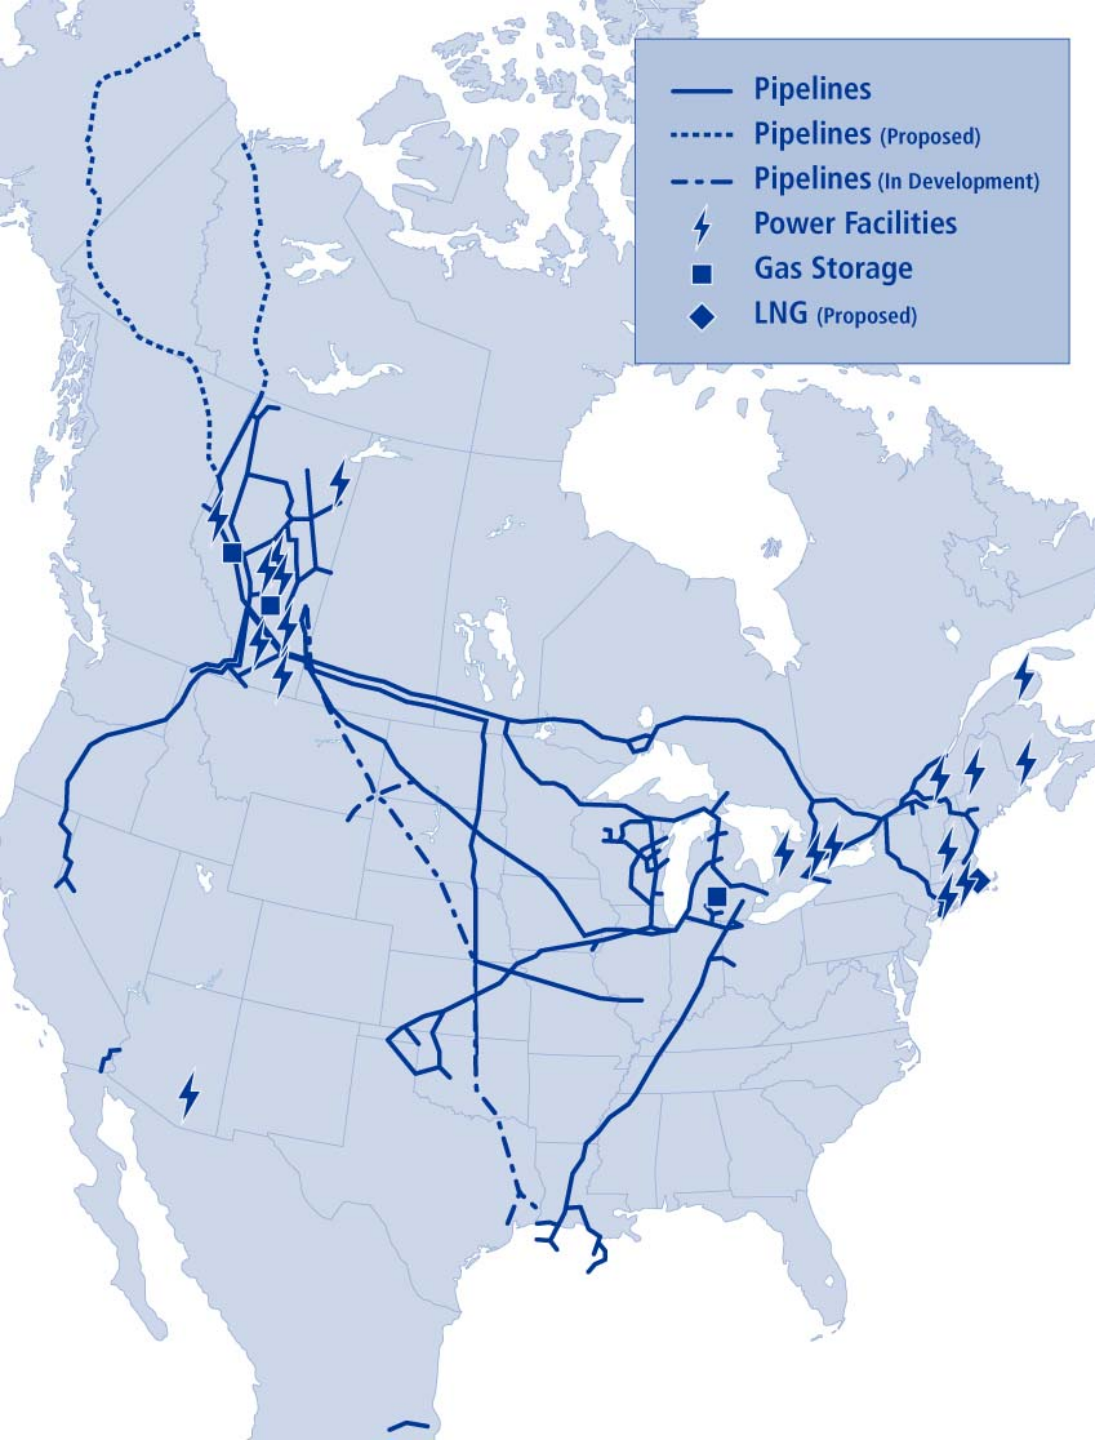 Pipelines
Pipelines (Proposed)
Pipelines (In Development)
Power Facilities
Gas Storage
LNG (Proposed)